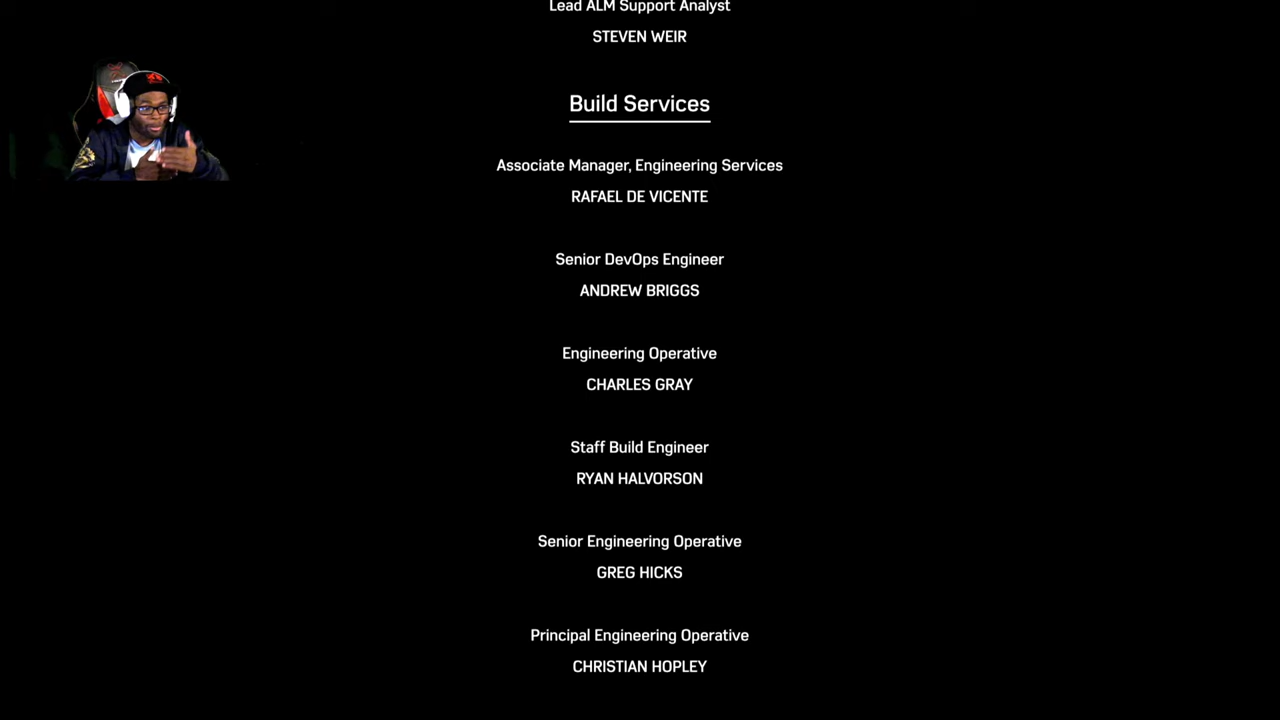 Lead ALM Support Analyst
STEVEN WEIR
Build Services
Associate Manager, Engineering Services
RAFAEL DE VICENTE
Senior DevOps Engineer
ANDREW BRIGGS
Engineering Operative
CHARLES GRAY
Staff Build Engineer
RYAN HALVORSON
Senior Engineering Operative
GREG HICKS
Principal Engineering Operative
CHRISTIAN HOPLEY